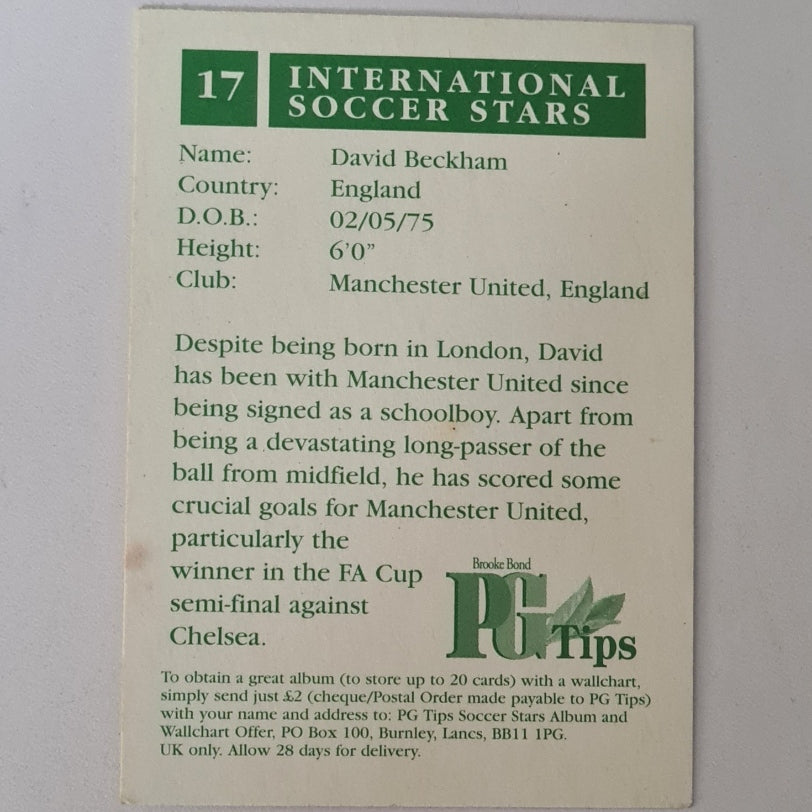 17
INTERNATIONAL
SOCCER STARS
Name: David Beckham
Country: England
D.O.B.: 02/05/75
Height: 6'0"
Club: Manchester United, England
Despite being born in London, David
has been with Manchester United since
being signed as a schoolboy. Apart from
being a devastating long-passer of the
ball from midfield, he has scored some
crucial goals for Manchester United,
particularly the
winner in the FA Cup
semi-final against
Chelsea.
Brooke Bond
PG
Tips
To obtain a great album (to store up to 20 cards) with a wallchart,
simply send just £2 (cheque/Postal Order made payable to PG Tips)
with your name and address to: PG Tips Soccer Stars Album and
Wallchart Offer, PO Box 100, Burnley, Lancs, BB11 1PG.
UK only. Allow 28 days for delivery.